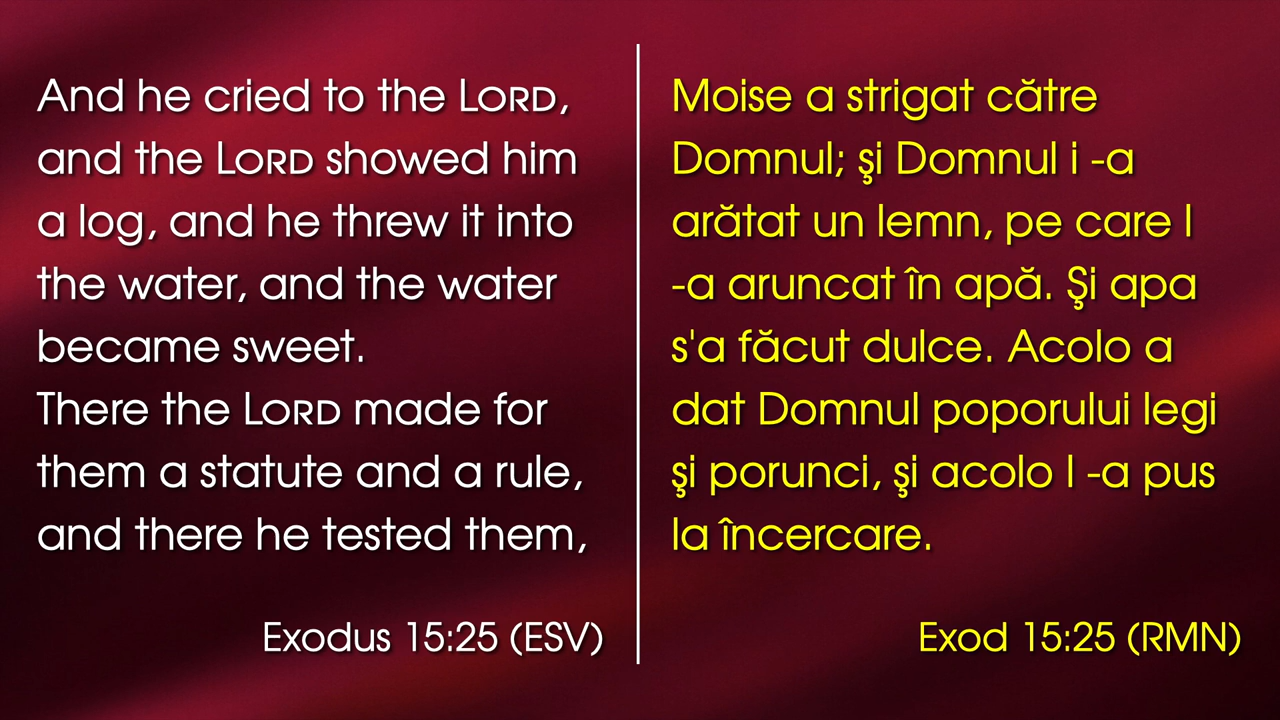 And he cried to the LORD,
and the LORD showed him
a log, and he threw it into
the water, and the water
became sweet.
There the LORD made for
them a statute and a rule,
and there he tested them,
Exodus 15:25 (ESV)
Moise a strigat către
Domnul; şi Domnul i -a
arătat un lemn, pe care l
-a aruncat în apă. Şi apa
s'a făcut dulce. Acolo a
dat Domnul poporului legi
şi porunci, şi acolo l -a pus
la încercare.
Exod 15:25 (RMN)